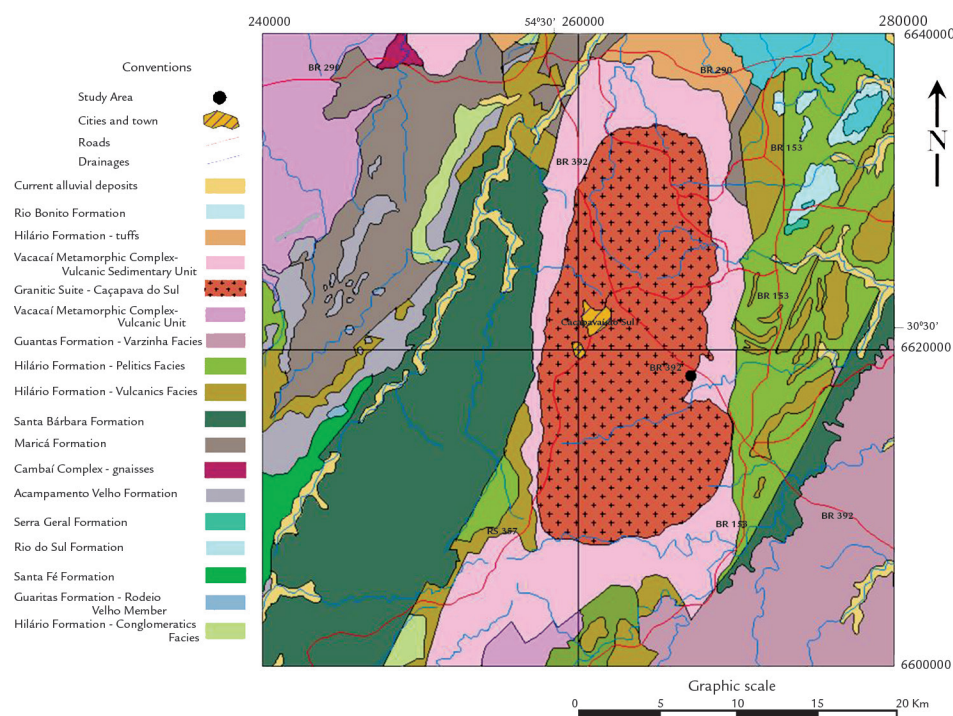 240000
54°30'
260000
280000
6640000
Conventions
Study Area
Cities and town
Roads
Drainages
Current alluvial deposits
Rio Bonito Formation
Hilário Formation - tuffs
Vacacaí Metamorphic Complex-
Vulcanic Sedimentary Unit
Granitic Suite - Caçapava do Sul
Vacacaí Metamorphic Complex-
Vulcanic Unit
Guantas Formation - Varzinha Facies
Hilário Formation - Pelitics Facies
Hilário Formation - Vulcanics Facies
Santa Bárbara Formation
Maricá Formation
Cambaí Complex - gnaisses
Acampamento Velho Formation
Serra Geral Formation
Rio do Sul Formation
Santa Fé Formation
Guaritas Formation - Rodeio
Velho Member
Hilário Formation - Conglomeratics
Facies
BR 290
BR 290
BR 392
BR 153
N
BR 153
Caçapava do Sul
30°30'
6620000
BR 392
RS 357
BR 153
BR 392
6600000
Graphic scale
0 5 10 15 20 Km